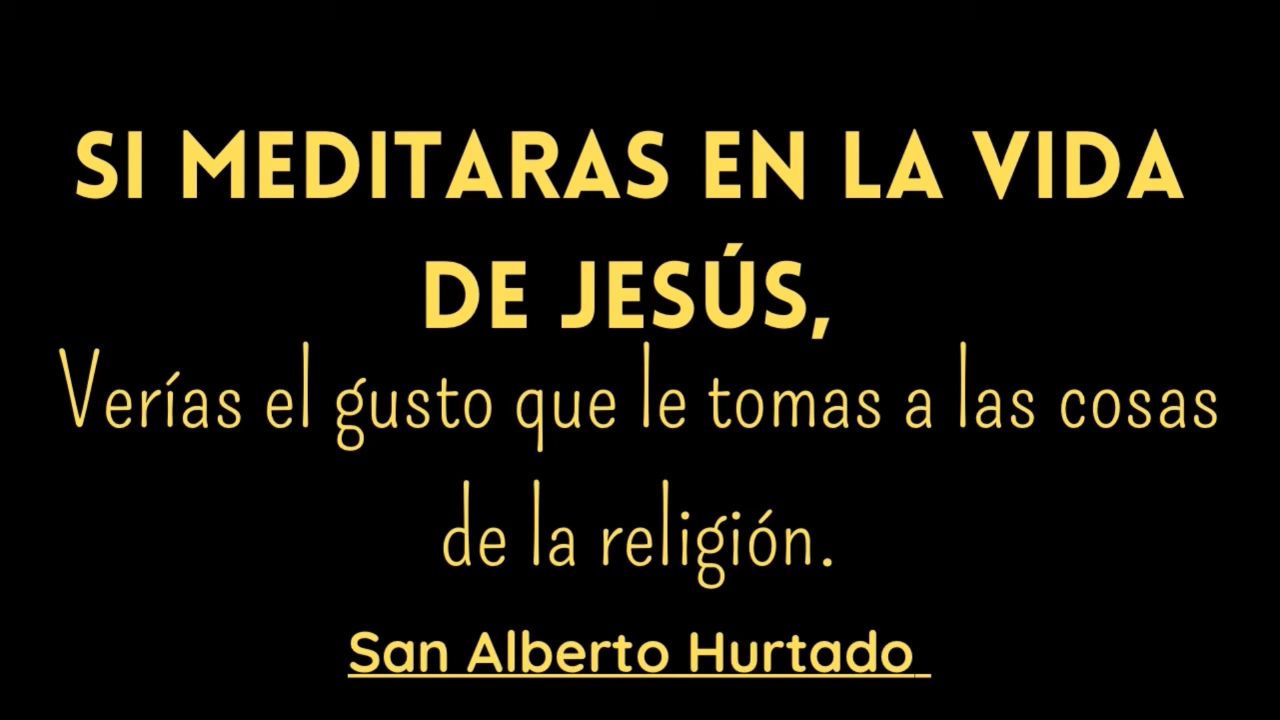 SI MEDITARAS EN LA VIDA
DE JESÚS,
Verías el gusto que le tomas a las cosas
de la religión.
San Alberto Hurtado